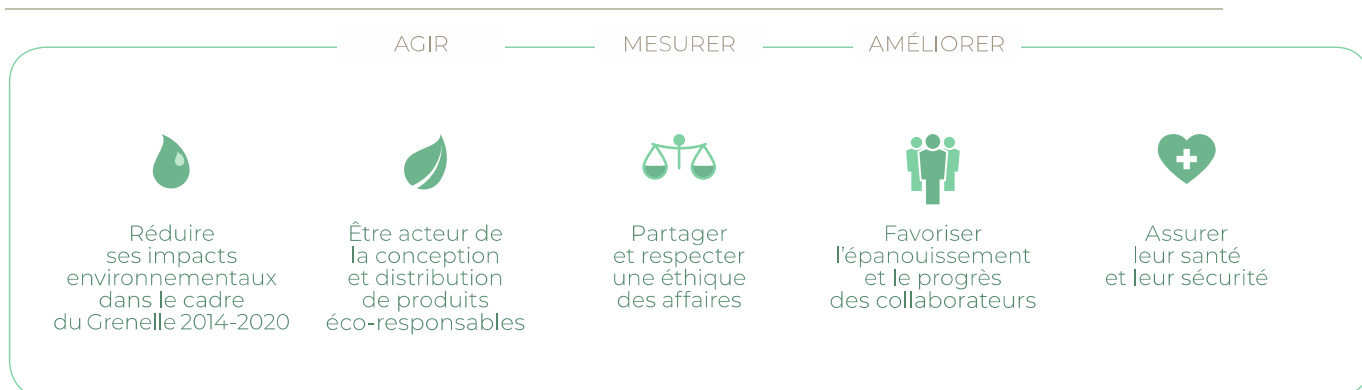 AGIR
MESURER
AMÉLIORER
Réduire
ses impacts
environnementaux
dans le cadre
du Grenelle 2014-2020
Être acteur de
la conception
et distribution
de produits
éco-responsables
Partager
et respecter
une éthique
des affaires
Favoriser
l'épanouissement
et le progrès
des collaborateurs
Assurer
leur santé
et leur sécurité